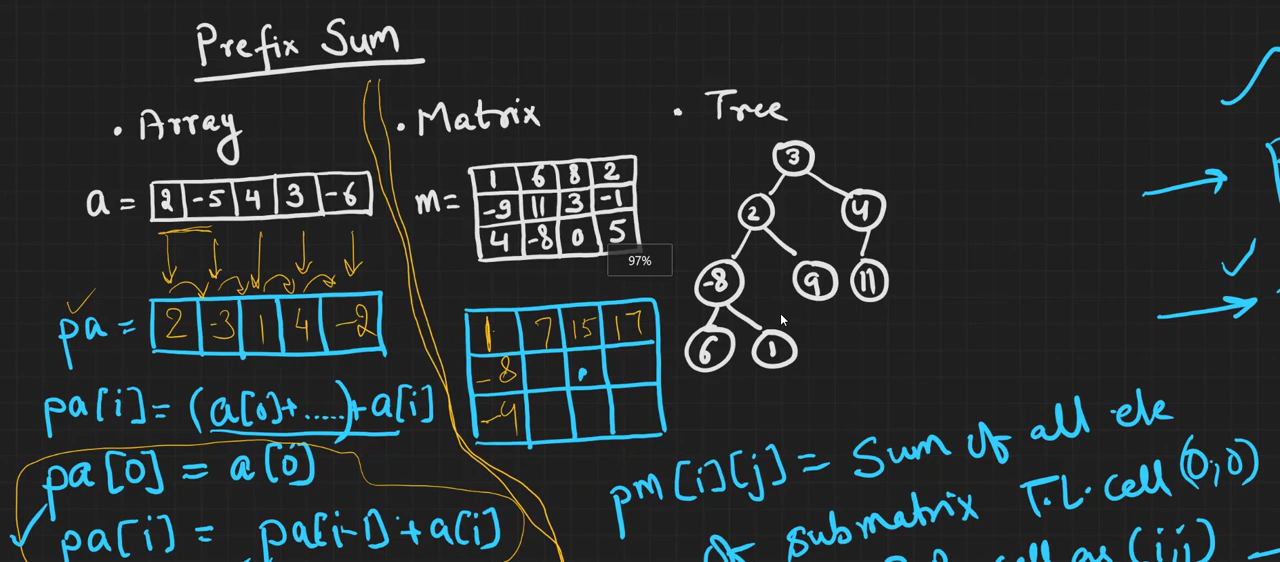 Prefix Sum
• Array
a = 2 -5 4 3 -6
pa = 2 -3 1 4 -2
pa[i] = (a[0]+.....)+a[i]
pa[0] = a[0]
pa[i] = pa[i-1]+a[i]
• Matrix
m= 1 6 8 2
-9 11 3 -1
4 -8 0 5
97%
1 7 15 17
-8
-4
• Tree
3
2 4
-8 9 11
6 1
pm[i][j] = Sum of all ele
of submatrix T.L. cell (0,0)
cell as (i,j)